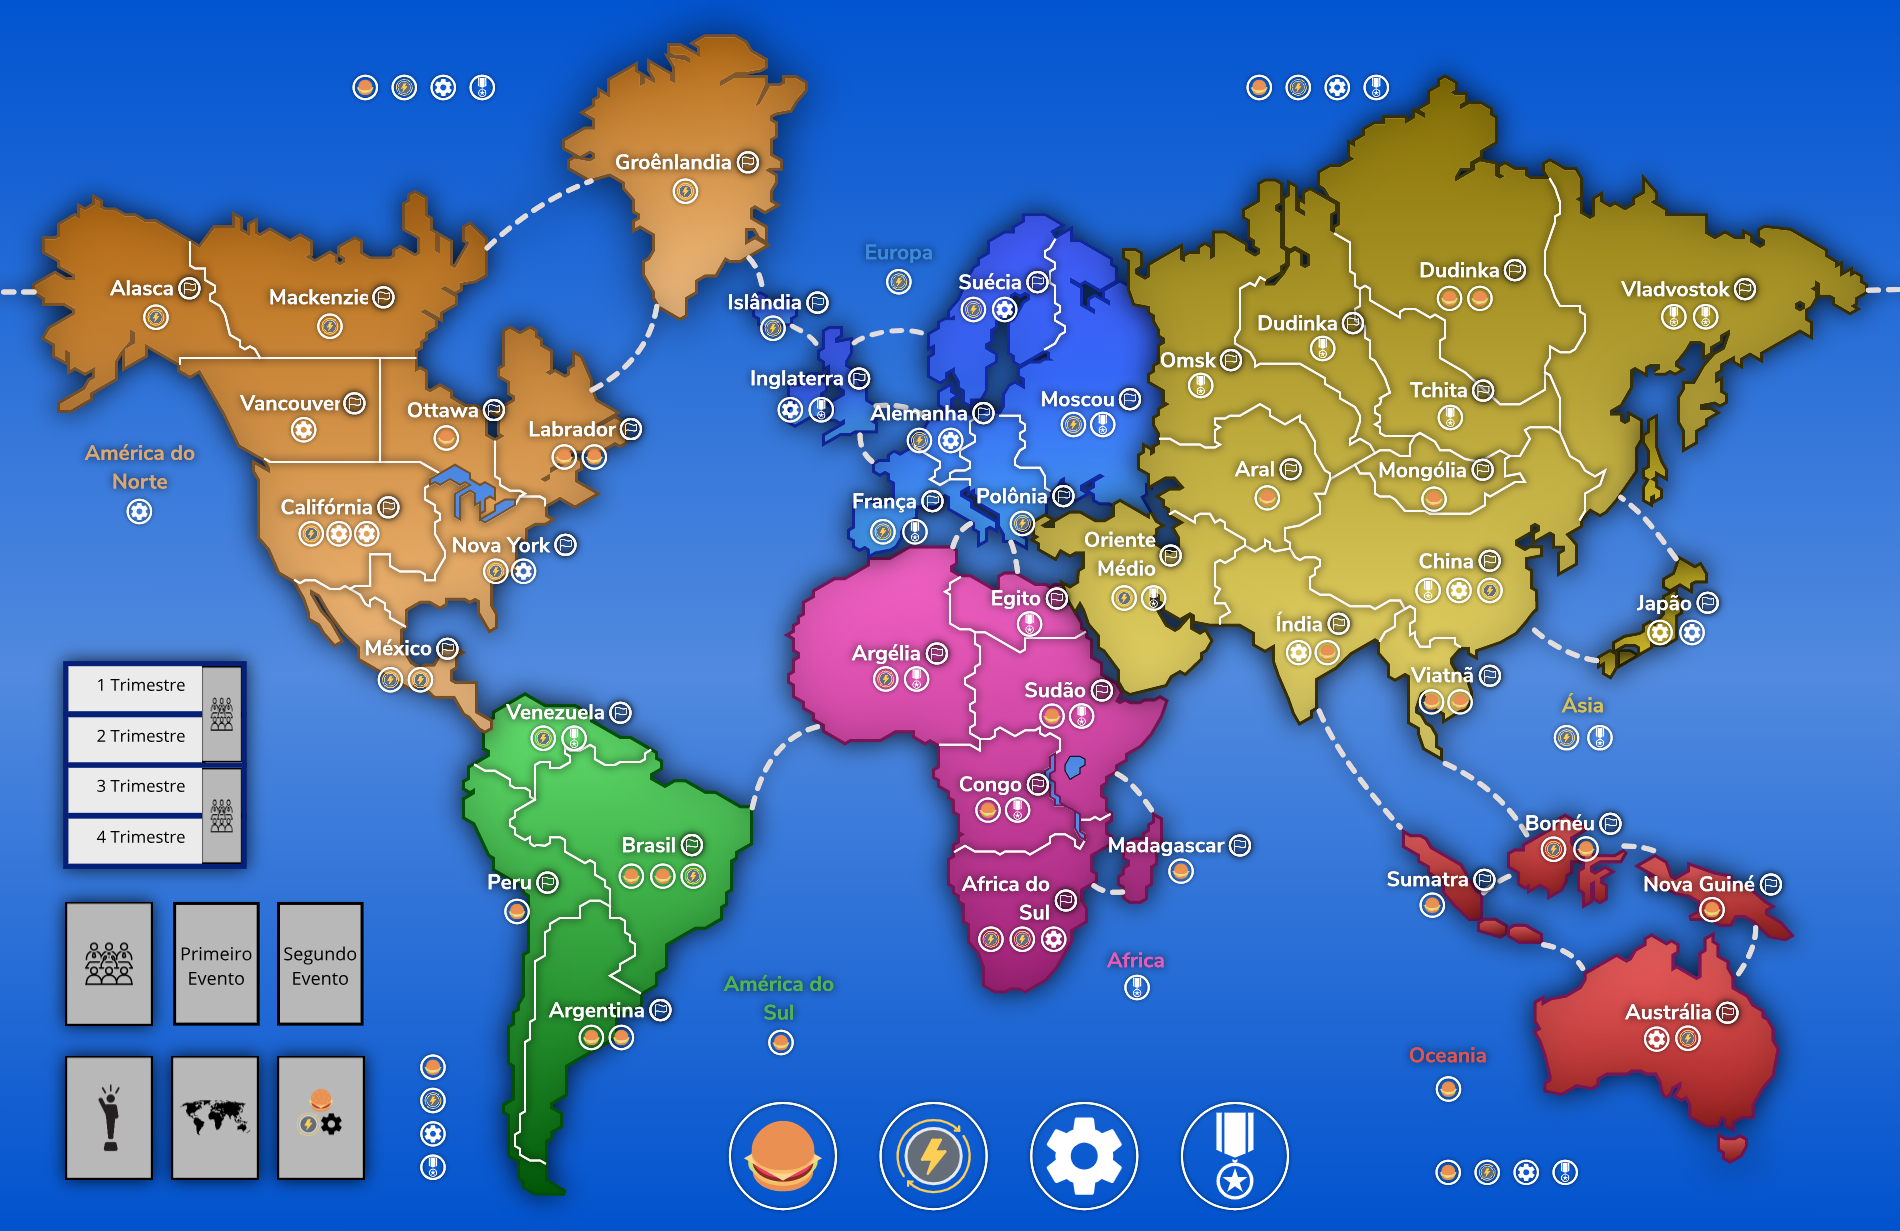 Groênlandia
Alasca
Mackenzie
Vancouver
Ottawa
Labrador
América do
Norte
Califórnia
Nova York
México
Europa
Islândia
Suécia
Inglaterra
Alemanha
Moscou
França
Polônia
Dudinka
Vladvostok
Dudinka
Omsk
Tchita
Aral
Mongólia
Oriente
Médio
China
Japão
Índia
Viatnã
Ásia
Egito
Argélia
Sudão
Congo
Madagascar
Africa do
Sul
Africa
Venezuela
Brasil
Peru
Argentina
América do
Sul
Bornéu
Sumatra
Nova Guiné
Austrália
Oceania
1 Trimestre
2 Trimestre
3 Trimestre
4 Trimestre
Primeiro
Evento
Segundo
Evento